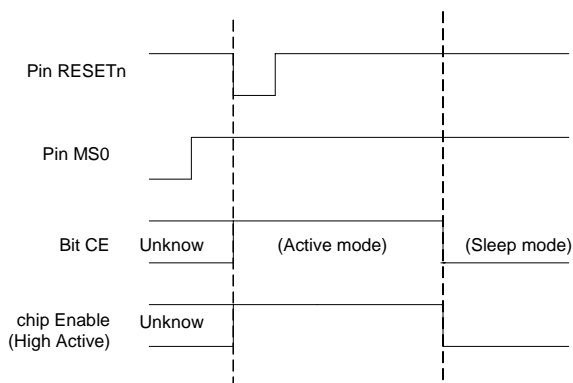 Pin RESETn
Pin MS0
Bit CE
Unknow
(Active mode)
(Sleep mode)
chip Enable
(High Active)
Unknow